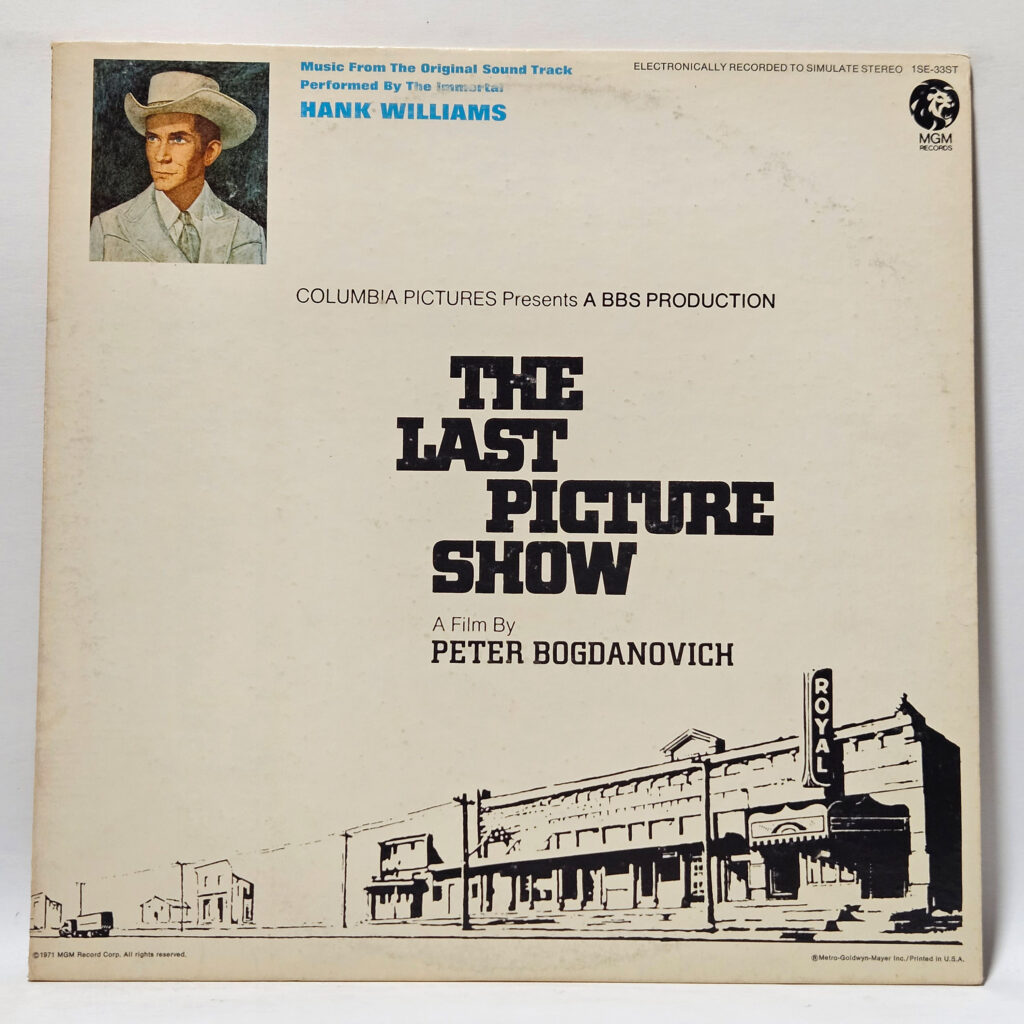 Music From The Original Sound Track
Performed By The Immortal
HANK WILLIAMS
ELECTRONICALLY RECORDED TO SIMULATE STEREO 1SE-33ST
MGM
RECORDS
COLUMBIA PICTURES Presents A BBS PRODUCTION
THE
LAST
PICTURE
SHOW
A Film By
PETER BOGDANOVICH
ROYAL
©1971 MGM Record Corp. All rights reserved.
®Metro-Goldwyn-Mayer Inc./Printed in U.S.A.